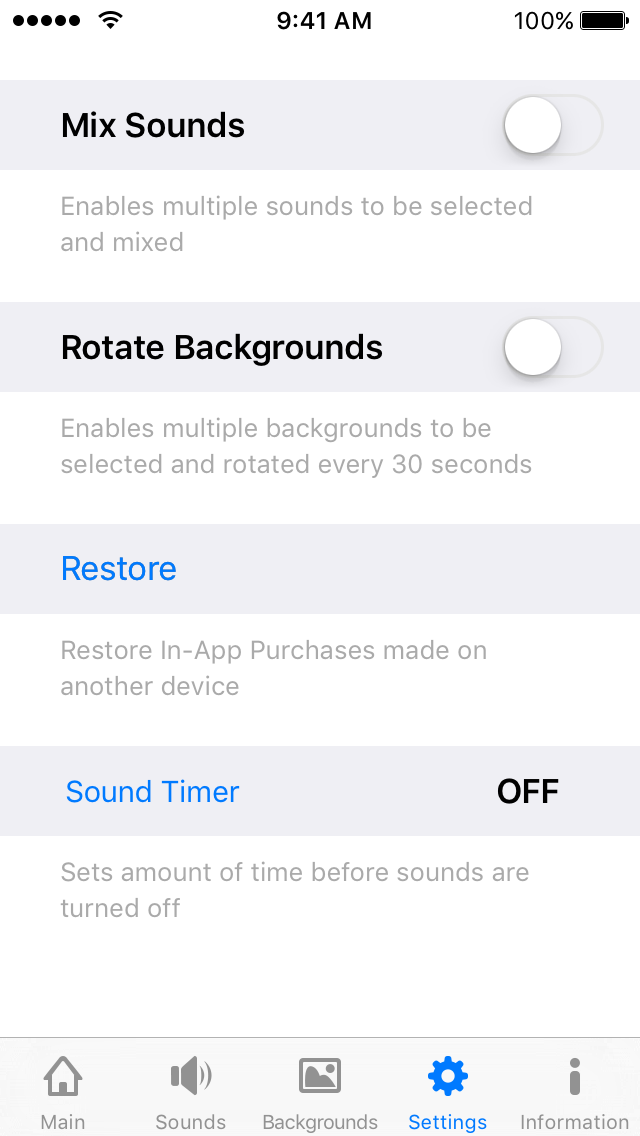 9:41 AM 100%
Mix Sounds
Enables multiple sounds to be selected
and mixed
Rotate Backgrounds
Enables multiple backgrounds to be
selected and rotated every 30 seconds
Restore
Restore In-App Purchases made on
another device
Sound Timer OFF
Sets amount of time before sounds are
turned off
Main Sounds Backgrounds Settings Information